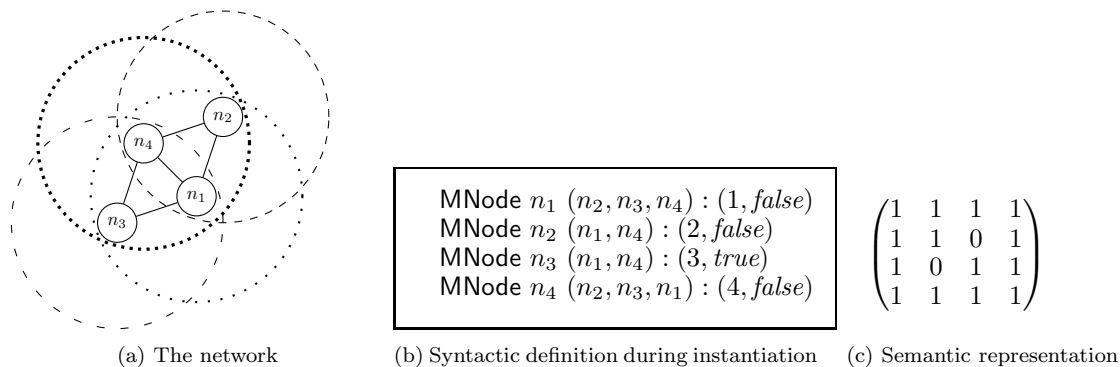 n2
n4
n1
n3
MNode n1 (n2, n3, n4) : (1, false)
MNode n2 (n1, n4) : (2, false)
MNode n3 (n1, n4) : (3, true)
MNode n4 (n2, n3, n1) : (4, false)
1 1 1 1
1 1 0 1
1 0 1 1
1 1 1 1
(a) The network
(b) Syntactic definition during instantiation
(c) Semantic representation